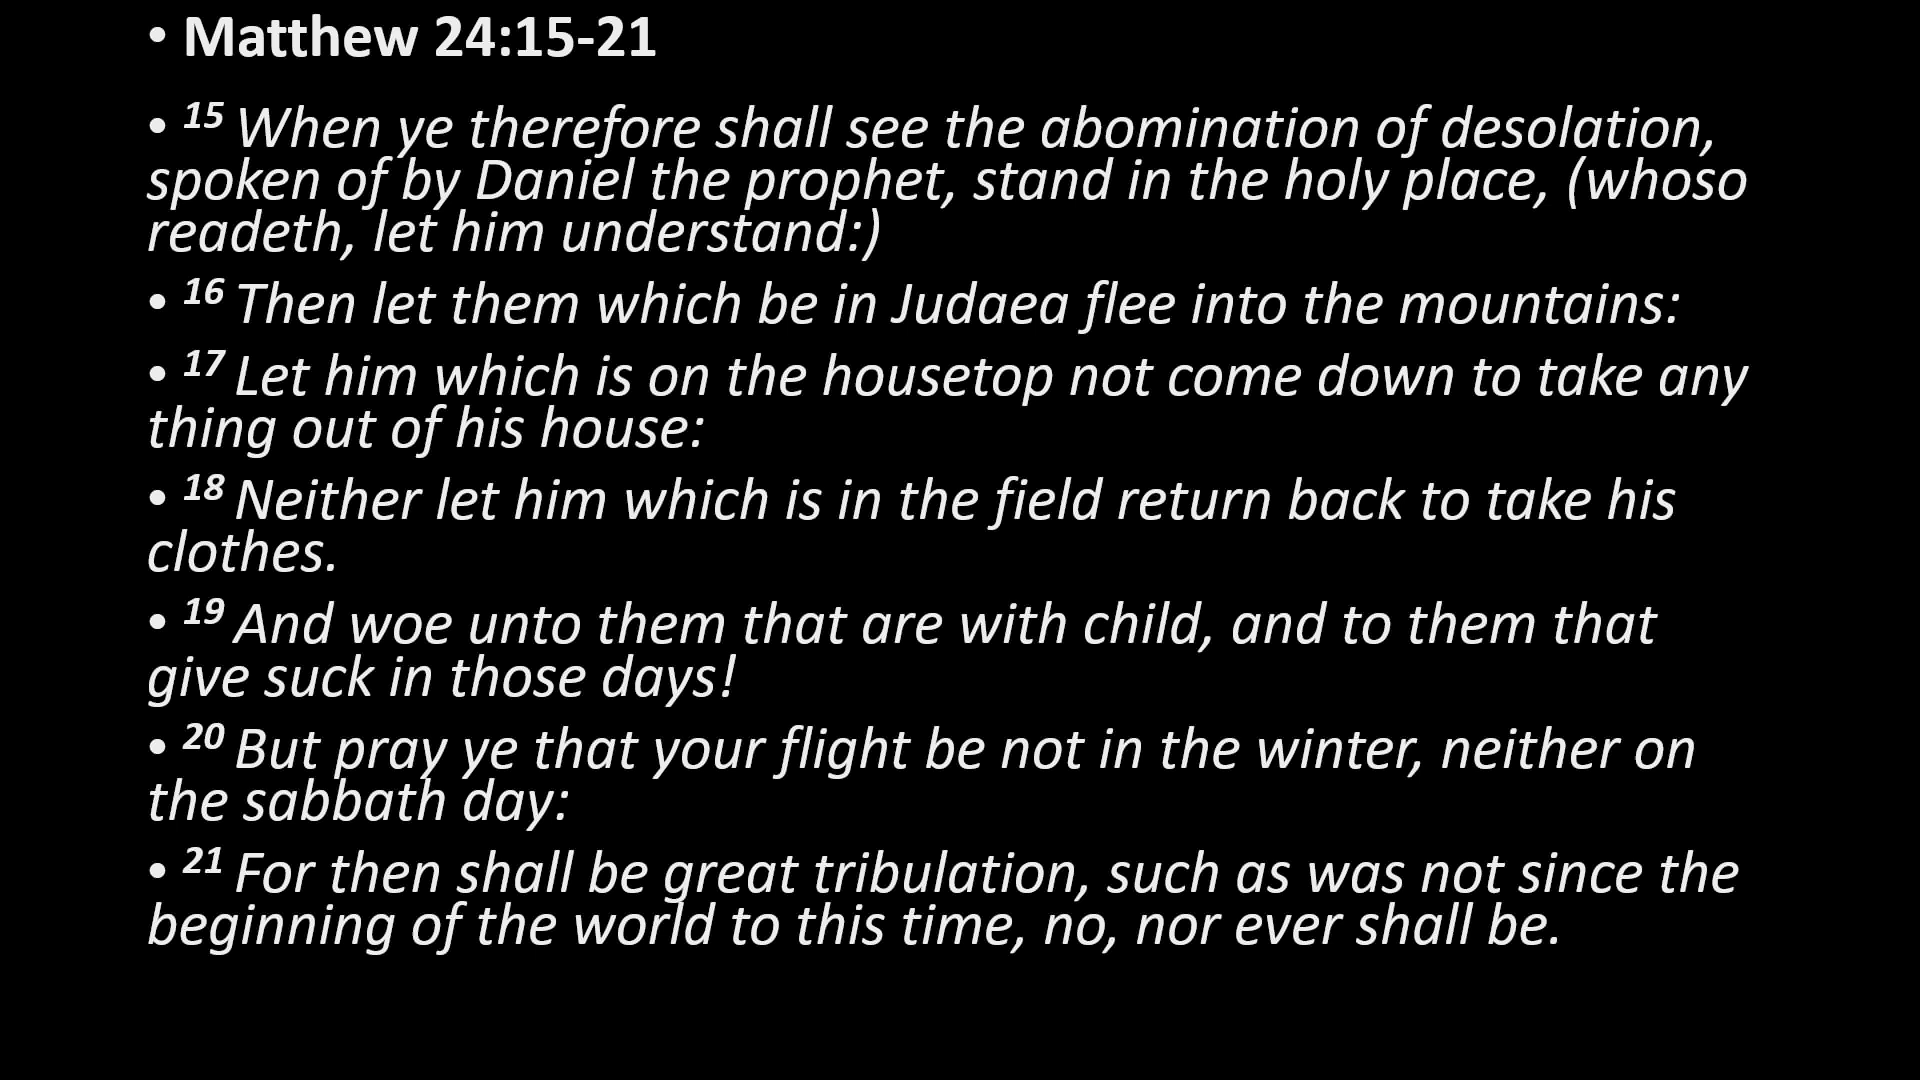 • Matthew 24:15-21
• 15 When ye therefore shall see the abomination of desolation,
spoken of by Daniel the prophet, stand in the holy place, (whoso
readeth, let him understand:)
• 16 Then let them which be in Judaea flee into the mountains:
• 17 Let him which is on the housetop not come down to take any
thing out of his house:
• 18 Neither let him which is in the field return back to take his
clothes.
• 19 And woe unto them that are with child, and to them that
give suck in those days!
• 20 But pray ye that your flight be not in the winter, neither on
the sabbath day:
• 21 For then shall be great tribulation, such as was not since the
beginning of the world to this time, no, nor ever shall be.